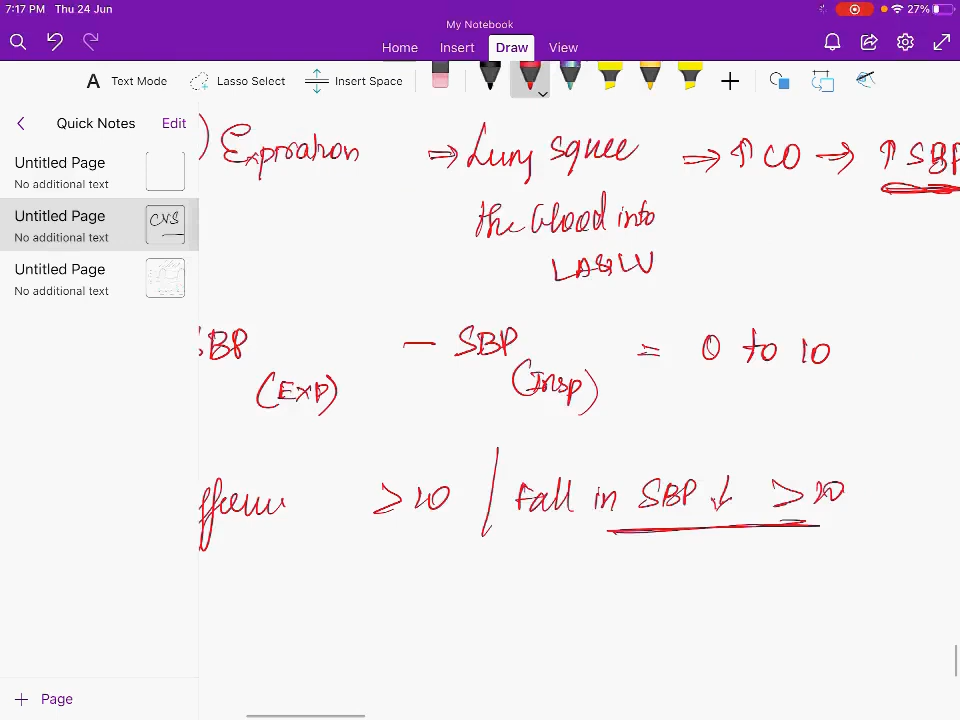 7:17 PM Thu 24 Jun 27%
My Notebook
Home Insert Draw View
Text Mode Lasso Select Insert Space
Quick Notes Edit
Untitled Page
No additional text
Untitled Page
No additional text
CNS
Untitled Page
No additional text
Page
) Expiration ⇒ Lung squee ⇒ ↑ CO → ↑ SBP
the blood into
LA & LV
SBP — SBP = 0 to 10
(Exp) (Insp)
≥ 10 / Fall in SBP ↓ ≥ 20